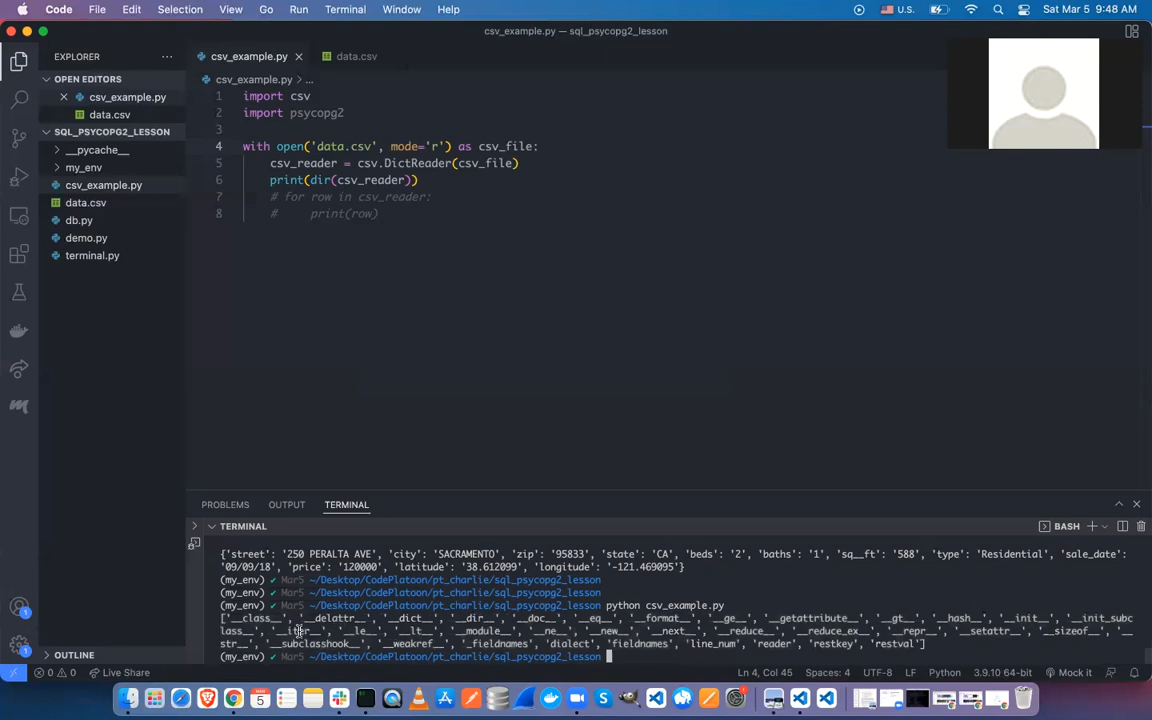 Code File Edit Selection View Go Run Terminal Window Help
U.S. Sat Mar 5 9:48 AM
csv_example.py — sql_psycopg2_lesson
EXPLORER
OPEN EDITORS
csv_example.py
data.csv
SQL_PSYCOPG2_LESSON
__pycache__
my_env
csv_example.py
data.csv
db.py
demo.py
terminal.py
OUTLINE
csv_example.py data.csv
csv_example.py > ...
1 import csv
2 import psycopg2
3
4 with open('data.csv', mode='r') as csv_file:
5 csv_reader = csv.DictReader(csv_file)
6 print(dir(csv_reader))
7 # for row in csv_reader:
8 # print(row)
PROBLEMS OUTPUT TERMINAL
TERMINAL BASH
{'street': '250 PERALTA AVE', 'city': 'SACRAMENTO', 'zip': '95833', 'state': 'CA', 'beds': '2', 'baths': '1', 'sq__ft': '588', 'type': 'Residential', 'sale_date':
'09/09/18', 'price': '120000', 'latitude': '38.612099', 'longitude': '-121.469095'}
(my_env) ✔ Mar5 ~/Desktop/CodePlatoon/pt_charlie/sql_psycopg2_lesson
(my_env) ✔ Mar5 ~/Desktop/CodePlatoon/pt_charlie/sql_psycopg2_lesson
(my_env) ✔ Mar5 ~/Desktop/CodePlatoon/pt_charlie/sql_psycopg2_lesson python csv_example.py
['__class__', '__delattr__', '__dict__', '__dir__', '__doc__', '__eq__', '__format__', '__ge__', '__getattribute__', '__gt__', '__hash__', '__init__', '__init_subc
lass__', '__iter__', '__le__', '__lt__', '__module__', '__ne__', '__new__', '__next__', '__reduce__', '__reduce_ex__', '__repr__', '__setattr__', '__sizeof__', '__
str__', '__subclasshook__', '__weakref__', '_fieldnames', 'dialect', 'fieldnames', 'line_num', 'reader', 'restkey', 'restval']
(my_env) ✔ Mar5 ~/Desktop/CodePlatoon/pt_charlie/sql_psycopg2_lesson
0 0 Live Share
Ln 4, Col 45 Spaces: 4 UTF-8 LF Python 3.9.10 64-bit Mock it